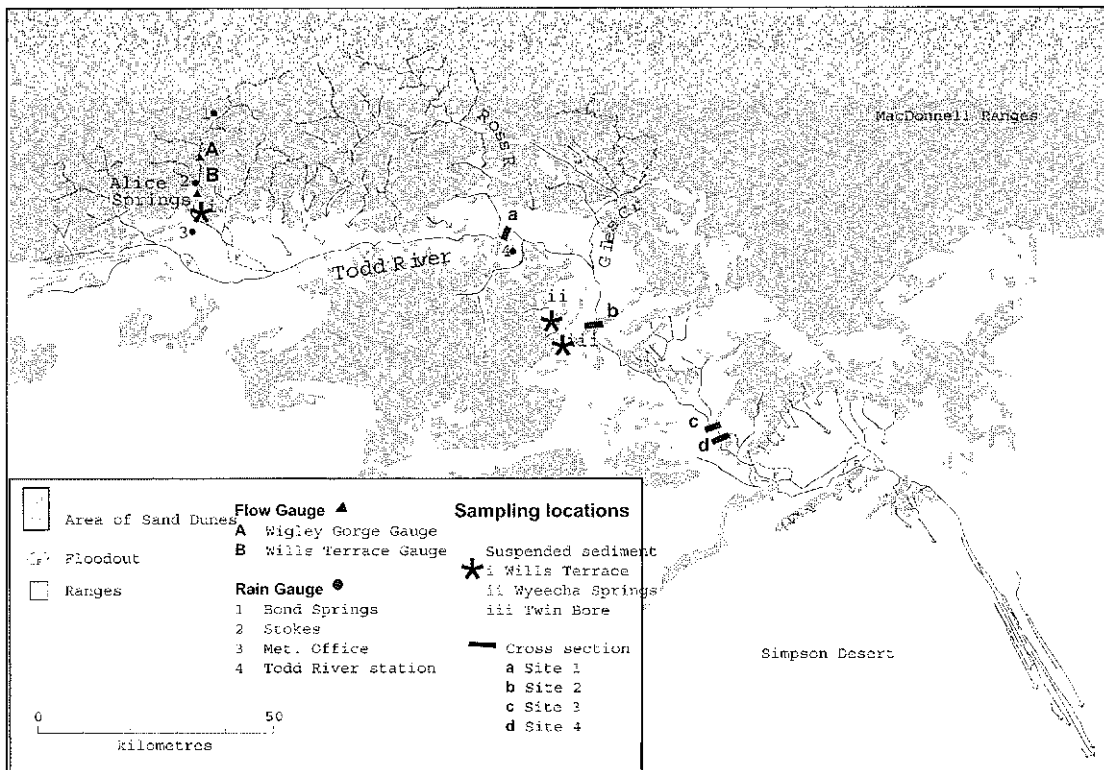 MacDonnell RAnges
Ross R
Giles Cr
1
A
B
2
Alice
Springs
i
3
a
4
Todd River
ii
b
iii
c
d
Simpson Desert
Area of Sand Dunes
Floodout
Ranges
0 50
kilometres
Flow Gauge
A Wigley Gorge Gauge
B Wills Terrace Gauge
Rain Gauge
1 Bond Springs
2 Stokes
3 Met. Office
4 Todd River station
Sampling locations
Suspended sediment
i Wills Terrace
ii Wyeecha Springs
iii Twin Bore
Cross section
a Site 1
b Site 2
c Site 3
d Site 4